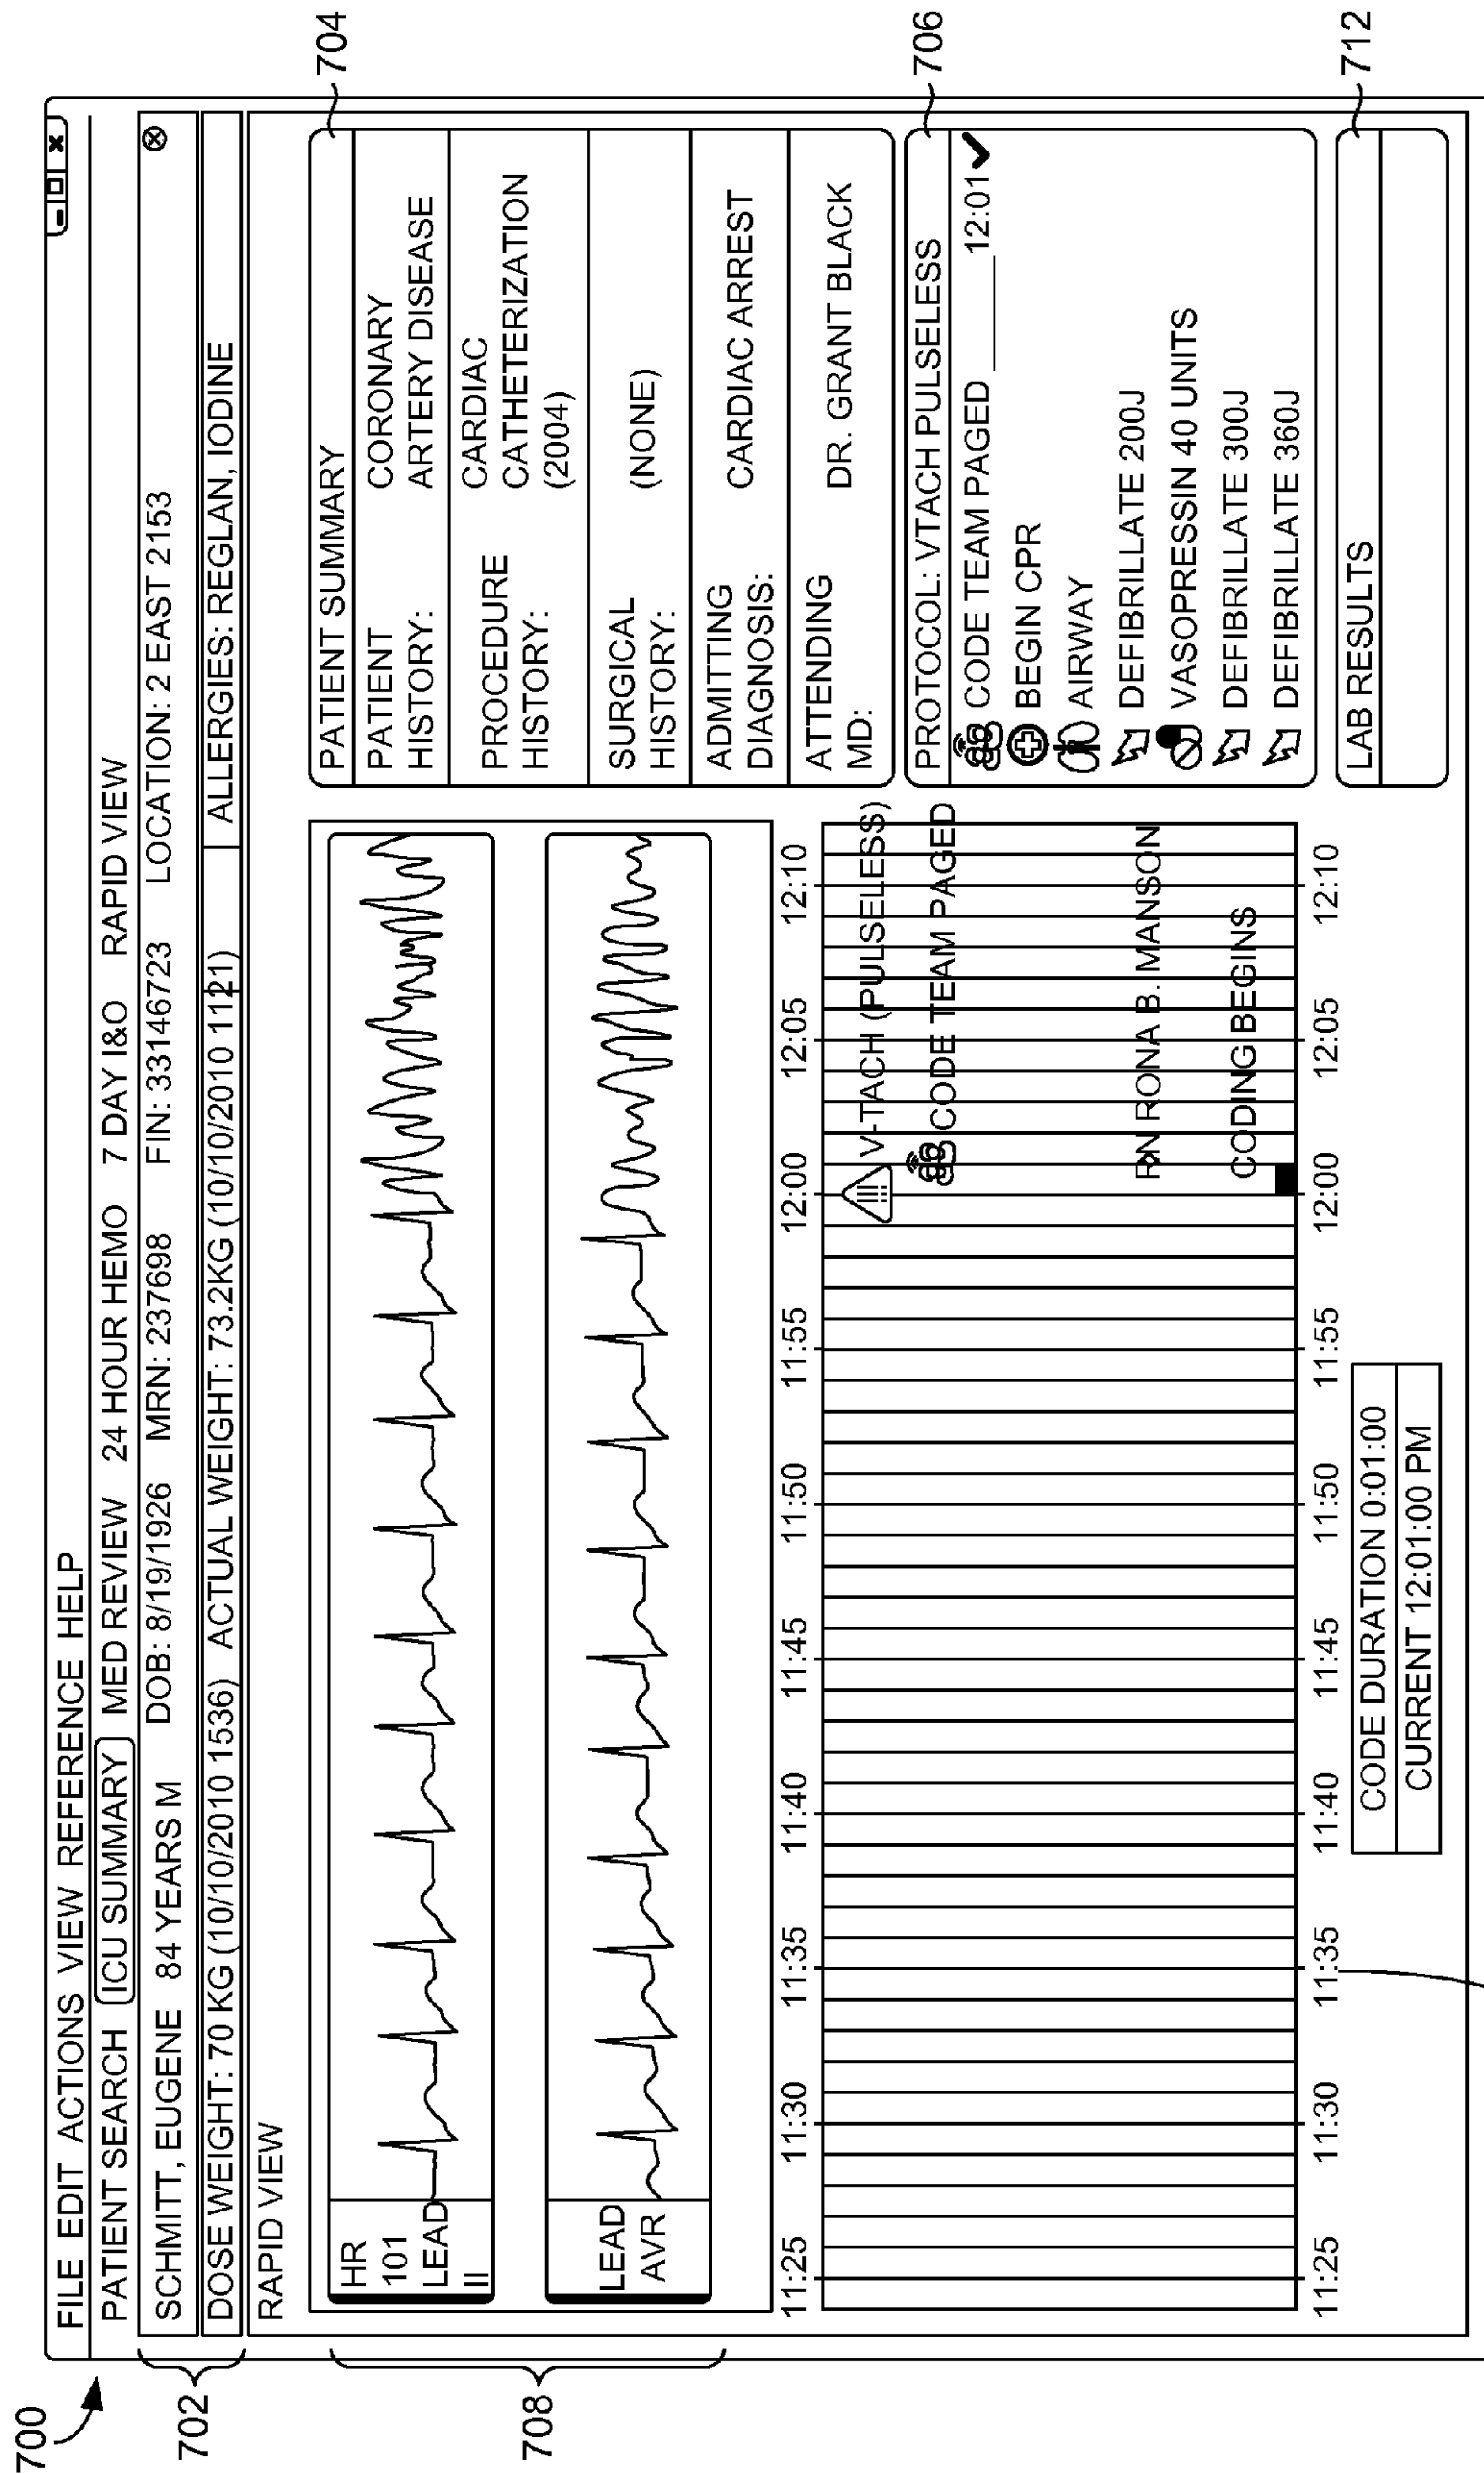 700
FILE EDIT ACTIONS VIEW REFERENCE HELP
PATIENT SEARCH ICU SUMMARY MED REVIEW 24 HOUR HEMO 7 DAY I&O RAPID VIEW
702
SCHMITT, EUGENE 84 YEARS M DOB: 8/19/1926 MRN: 237698 FIN: 33146723 LOCATION: 2 EAST 2153
DOSE WEIGHT: 70 KG (10/10/2010 1536) ACTUAL WEIGHT: 73.2KG (10/10/2010 1121) ALLERGIES: REGLAN, IODINE
RAPID VIEW
708
HR
101
LEAD
II
LEAD
AVR
704
PATIENT SUMMARY
PATIENT HISTORY: CORONARY
ARTERY DISEASE
PROCEDURE HISTORY: CARDIAC
CATHETERIZATION
(2004)
SURGICAL HISTORY: (NONE)
ADMITTING DIAGNOSIS: CARDIAC ARREST
ATTENDING MD: DR. GRANT BLACK
11:25 11:30 11:35 11:40 11:45 11:50 11:55 12:00 12:05 12:10
V-TACH (PULSELESS)
CODE TEAM PAGED
RN RONA B. MANSON
CODING BEGINS
11:25 11:30 11:35 11:40 11:45 11:50 11:55 12:00 12:05 12:10
CODE DURATION 0:01:00
CURRENT 12:01:00 PM
706
PROTOCOL: VTACH PULSELESS
CODE TEAM PAGED ____12:01
BEGIN CPR
AIRWAY
DEFIBRILLATE 200J
VASOPRESSIN 40 UNITS
DEFIBRILLATE 300J
DEFIBRILLATE 360J
712
LAB RESULTS